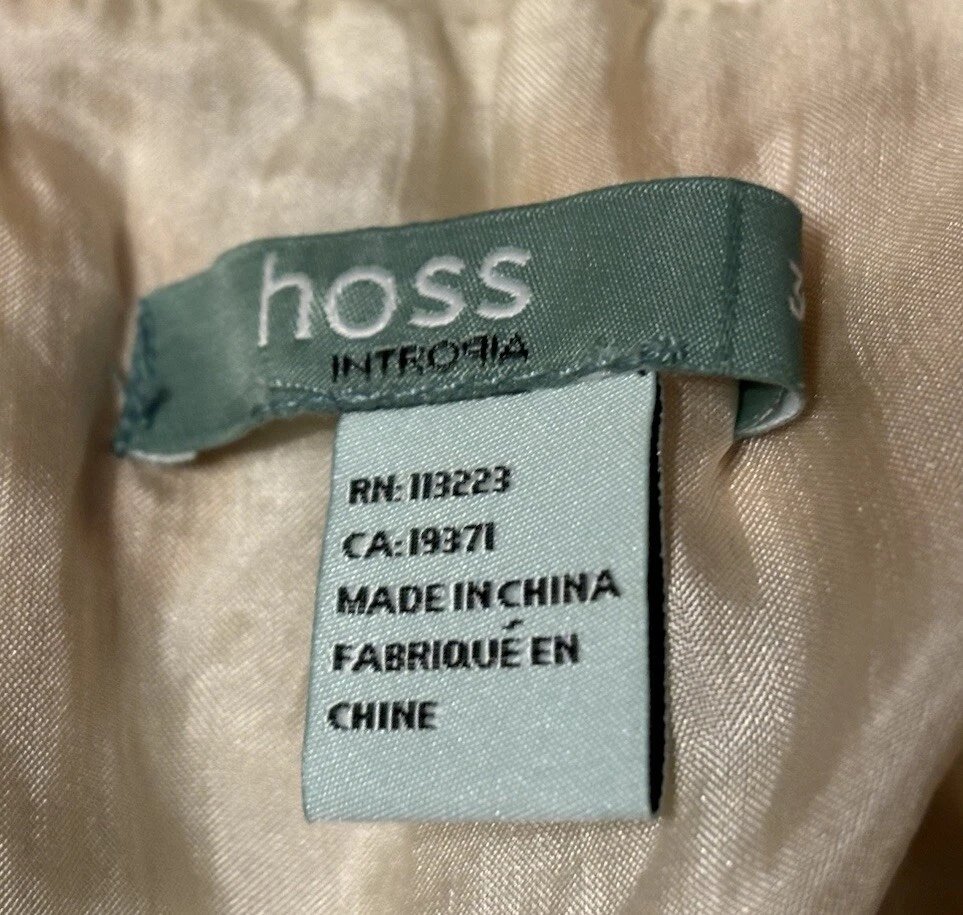 hoss
INTROPIA
RN: 113223
CA: 19371
MADE IN CHINA
FABRIQUÉ EN
CHINE